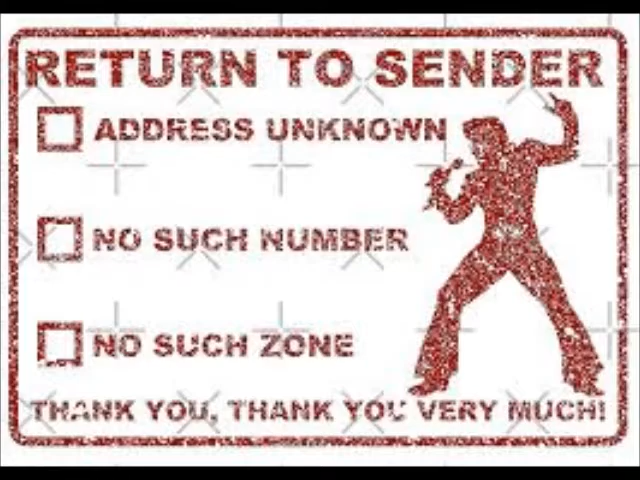 RETURN TO SENDER
ADDRESS UNKNOWN
NO SUCH NUMBER
NO SUCH ZONE
THANK YOU, THANK YOU VERY MUCH!